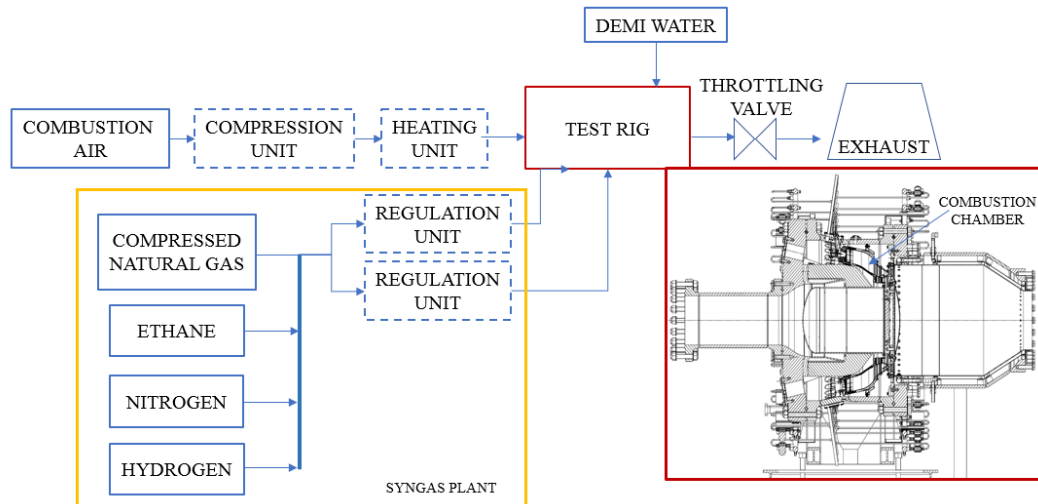 DEMI WATER
COMBUSTION
AIR
COMPRESSION
UNIT
HEATING
UNIT
TEST RIG
THROTTLING
VALVE
EXHAUST
COMPRESSED
NATURAL GAS
REGULATION
UNIT
REGULATION
UNIT
ETHANE
NITROGEN
HYDROGEN
SYNGAS PLANT
COMBUSTION
CHAMBER